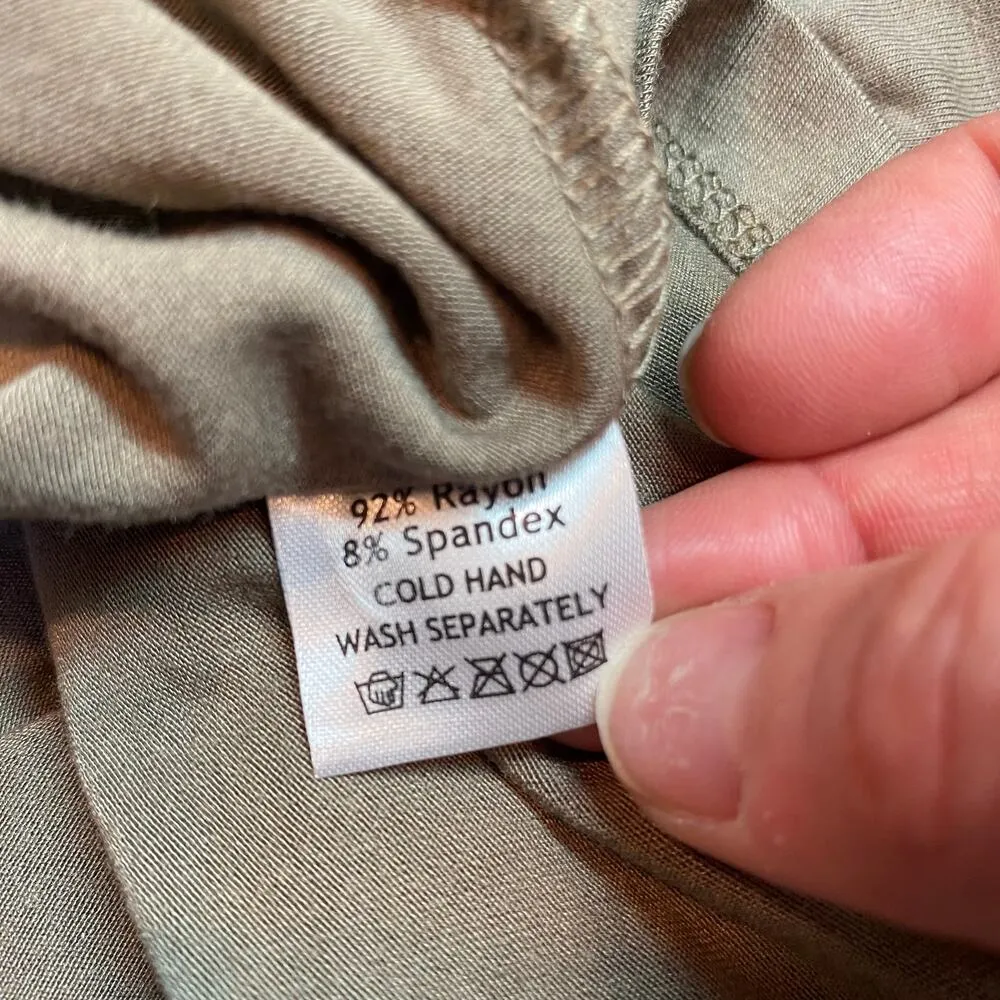 92% Rayon
8% Spandex
COLD HAND
WASH SEPARATELY